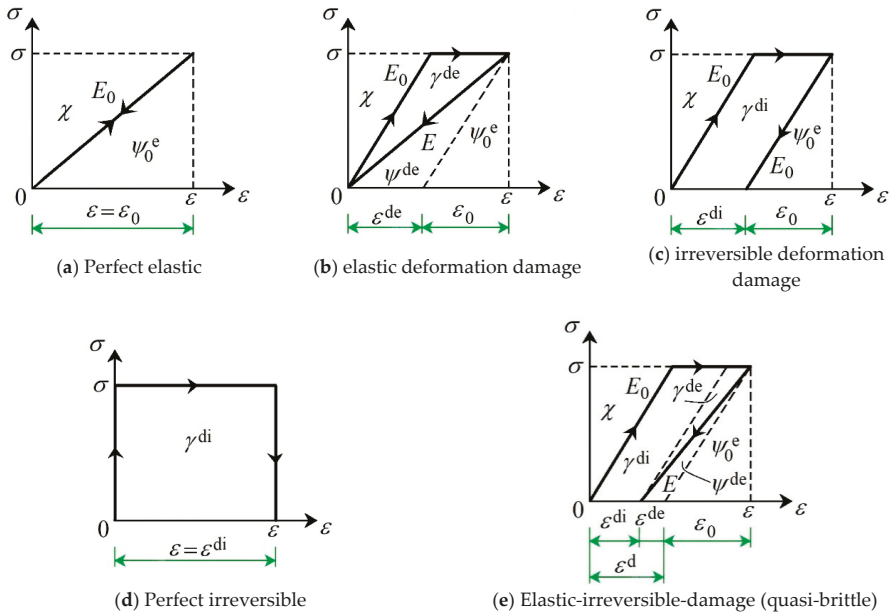 σ
σ
χ
E₀
ψ₀ᵉ
0
ε
ε
ε = ε₀
(a) Perfect elastic
σ
σ
χ
E₀
γᵈᵉ
E
ψ₀ᵉ
ψᵈᵉ
0
ε
ε
εᵈᵉ
ε₀
(b) elastic deformation damage
σ
σ
χ
E₀
γᵈⁱ
ψ₀ᵉ
E₀
0
ε
ε
εᵈⁱ
ε₀
(c) irreversible deformation
damage
σ
σ
γᵈⁱ
0
ε
ε
ε = εᵈⁱ
(d) Perfect irreversible
σ
σ
χ
E₀
γᵈᵉ
γᵈⁱ
ψ₀ᵉ
E
ψᵈᵉ
0
ε
ε
εᵈⁱ
εᵈᵉ
ε₀
εᵈ
(e) Elastic-irreversible-damage (quasi-brittle)